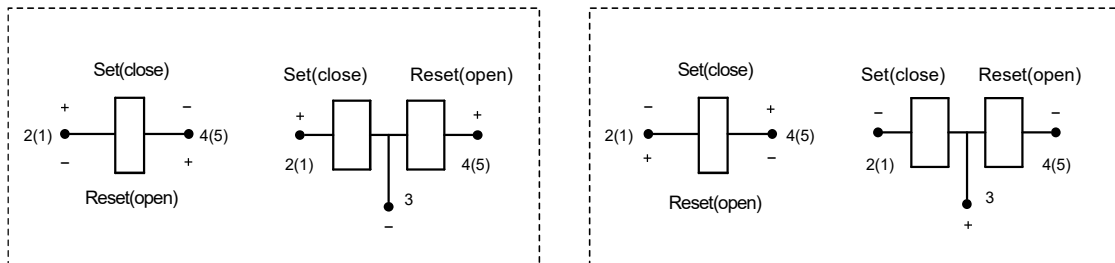 Set(close)
+ −
2(1) 4(5)
− +
Reset(open)
Set(close) Reset(open)
+ +
2(1) 4(5)
3
−
Set(close)
− +
2(1) 4(5)
+ −
Reset(open)
Set(close) Reset(open)
− −
2(1) 4(5)
3
+